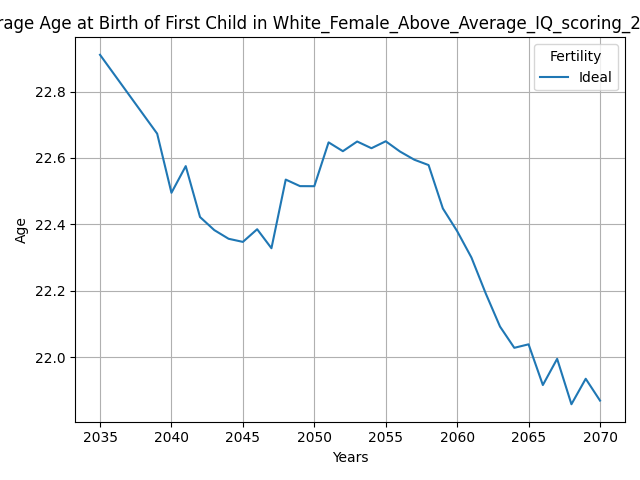 rage Age at Birth of First Child in White_Female_Above_Average_IQ_scoring_2
Fertility
Ideal
22.8
22.6
22.4
22.2
22.0
Age
2035 2040 2045 2050 2055 2060 2065 2070
Years